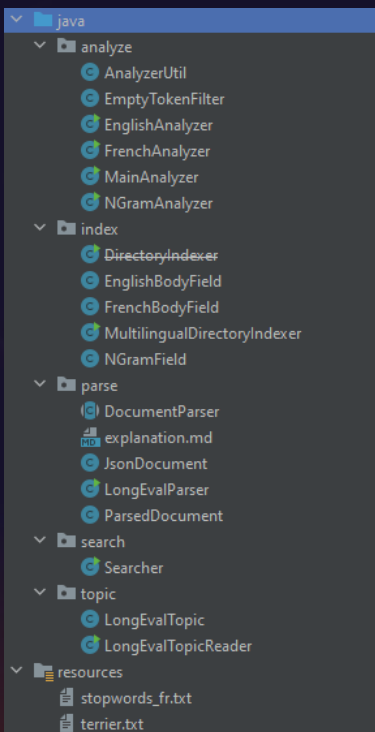 java
analyze
AnalyzerUtil
EmptyTokenFilter
EnglishAnalyzer
FrenchAnalyzer
MainAnalyzer
NGramAnalyzer
index
DirectoryIndexer
EnglishBodyField
FrenchBodyField
MultilingualDirectoryIndexer
NGramField
parse
DocumentParser
explanation.md
JsonDocument
LongEvalParser
ParsedDocument
search
Searcher
topic
LongEvalTopic
LongEvalTopicReader
resources
stopwords_fr.txt
terrier.txt